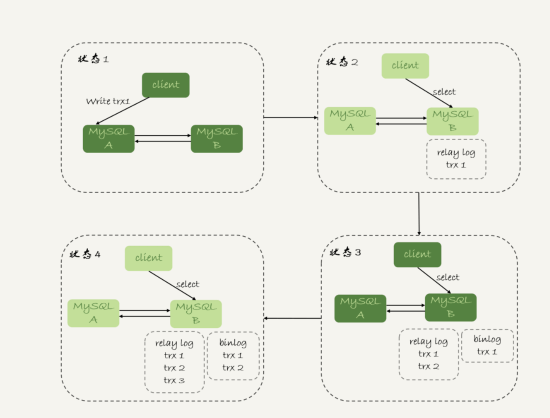 状态1
client
Write trx1
MySQL
A
MySQL
B
状态2
client
select
MySQL
A
MySQL
B
relay log
trx 1
状态4
client
select
MySQL
A
MySQL
B
relay log
trx 1
trx 2
trx 3
binlog
trx 1
trx 2
状态3
client
select
MySQL
A
MySQL
B
relay log
trx 1
trx 2
binlog
trx 1